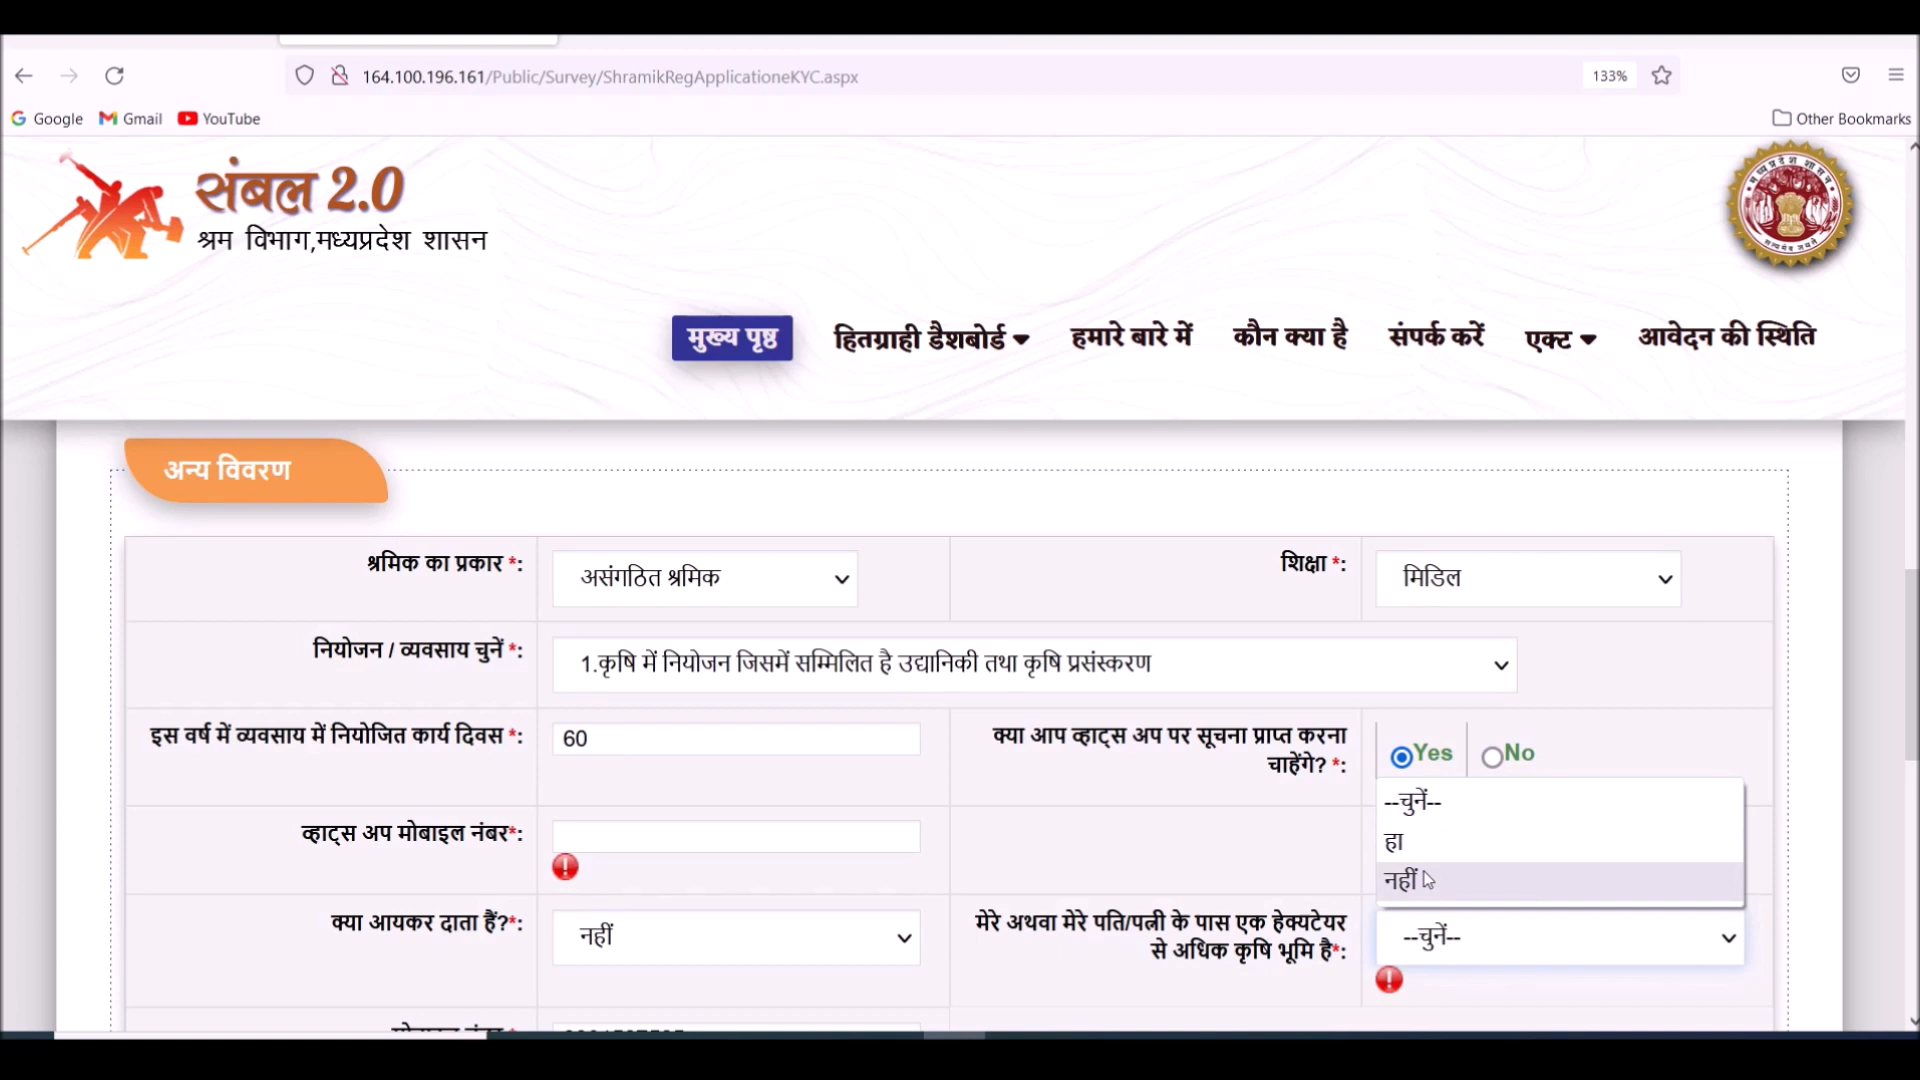 164.100.196.161/Public/Survey/ShramikRegApplicationeKYC.aspx
133%
Google
Gmail
YouTube
Other Bookmarks
संबल 2.0
श्रम विभाग,मध्यप्रदेश शासन
मुख्य पृष्ठ
हितग्राही डैशबोर्ड
हमारे बारे में
कौन क्या है
संपर्क करें
एक्ट
आवेदन की स्थिति
अन्य विवरण
श्रमिक का प्रकार *:
असंगठित श्रमिक
शिक्षा *:
मिडिल
नियोजन / व्यवसाय चुनें *:
1.कृषि में नियोजन जिसमें सम्मिलित है उद्यानिकी तथा कृषि प्रसंस्करण
इस वर्ष में व्यवसाय में नियोजित कार्य दिवस *:
60
क्या आप व्हाट्स अप पर सूचना प्राप्त करना
चाहेंगे? *:
Yes
No
--चुनें--
हा
नहीं
व्हाट्स अप मोबाइल नंबर*:
क्या आयकर दाता हैं?*:
नहीं
मेरे अथवा मेरे पति/पत्नी के पास एक हेक्यटेयर
से अधिक कृषि भूमि है*:
--चुनें--